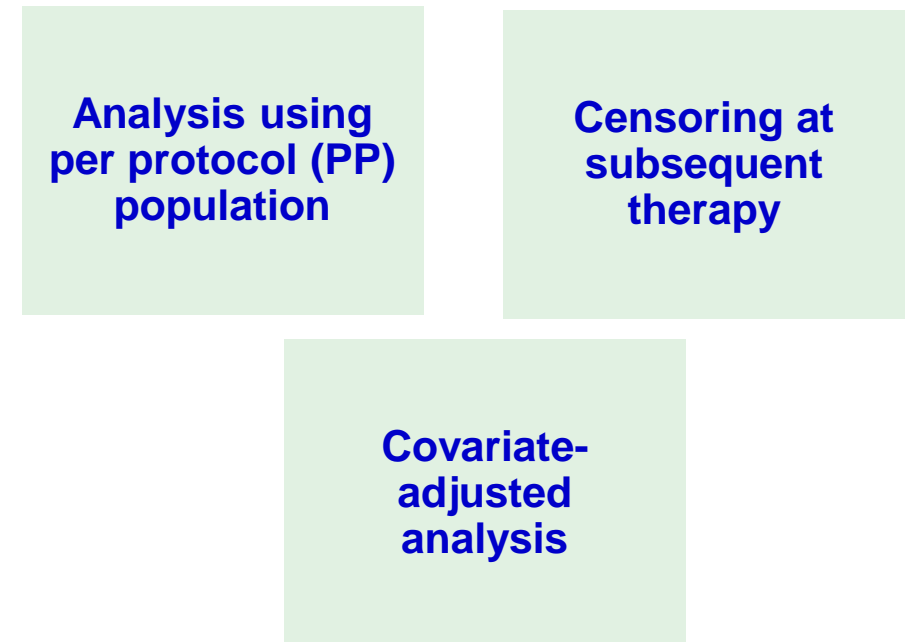 Analysis using
per protocol (PP)
population
Censoring at
subsequent
therapy
Covariate-
adjusted
analysis